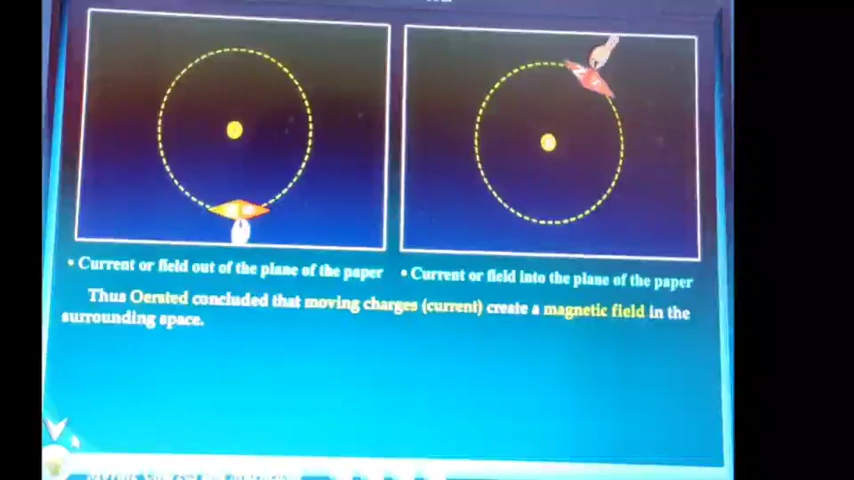 • Current or field out of the plane of the paper
• Current or field into the plane of the paper
Thus Oersted concluded that moving charges (current) create a magnetic field in the
surrounding space.